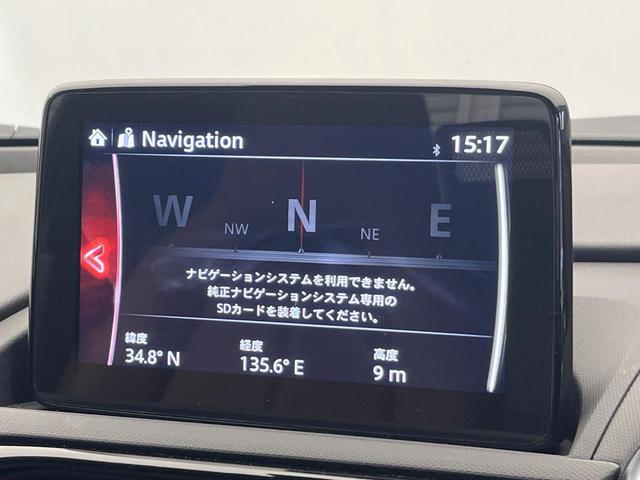 Navigation 15:17
W NW N NE E
ナビゲーションシステムを利用できません。
純正ナビゲーションシステム専用の
SDカードを装着してください。
緯度 経度 高度
34.8° N 135.6° E 9 m